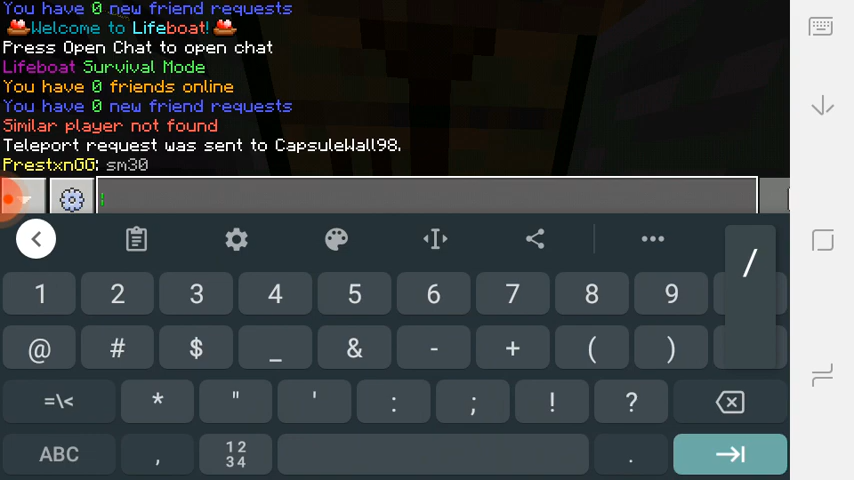 You have 0 new friend requests
Welcome to Lifeboat!
Press Open Chat to open chat
Lifeboat Survival Mode
You have 0 friends online
You have 0 new friend requests
Similar player not found
Teleport request was sent to CapsuleWall98.
PrestxnGG: sm30
1 2 3 4 5 6 7 8 9 /
@ # $ _ & - + ( )
=\< * " ' : ; ! ?
ABC , 12 34 .